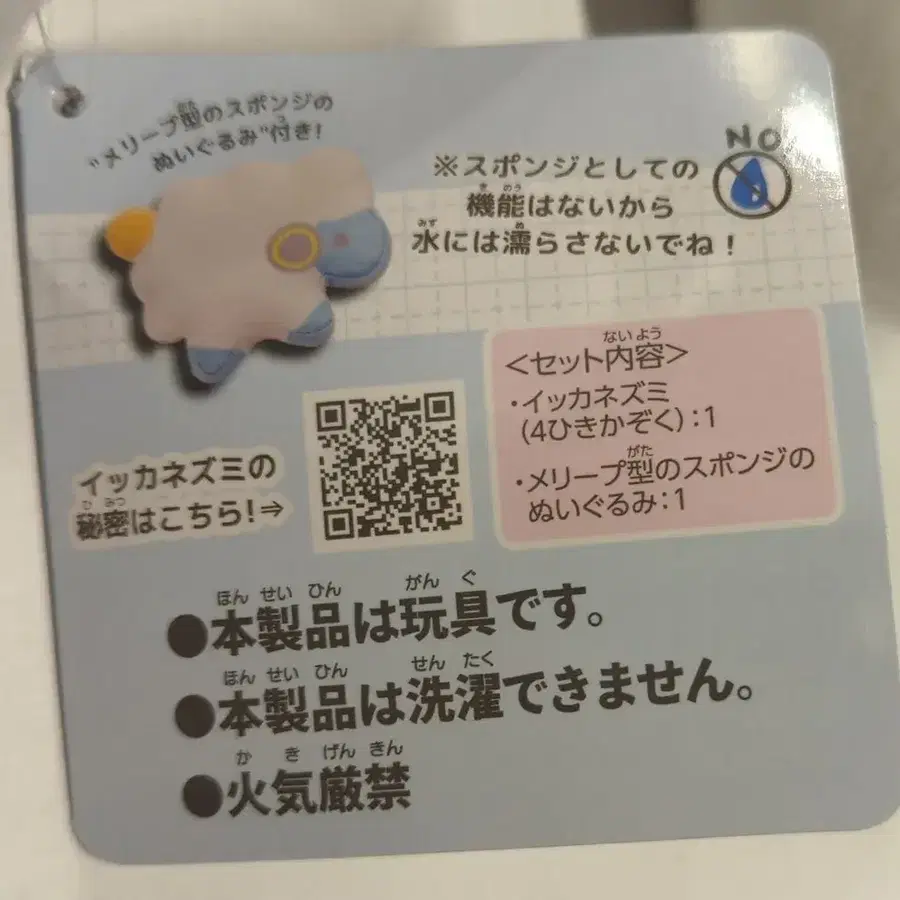 "メリープ型のスポンジの
ぬいぐるみ"付き!
NO
※スポンジとしての
機能はないから
水には濡らさないでね!
<セット内容>
・イッカネズミ
(4ひきかぞく):1
・メリープ型のスポンジの
ぬいぐるみ:1
イッカネズミの
秘密はこちら!⇒
●本製品は玩具です。
●本製品は洗濯できません。
●火気厳禁